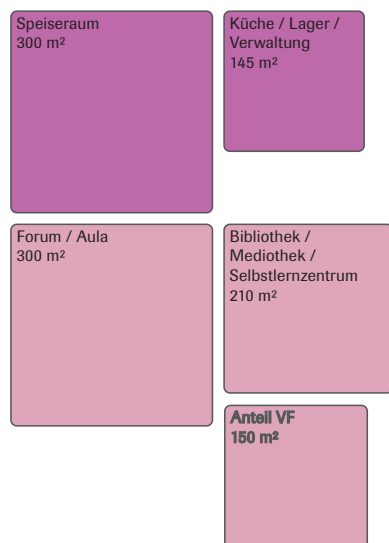 Speiseraum
300 m²
Küche / Lager /
Verwaltung
145 m²
Forum / Aula
300 m²
Bibliothek /
Mediothek /
Selbstlernzentrum
210 m²
Anteil VF
150 m²